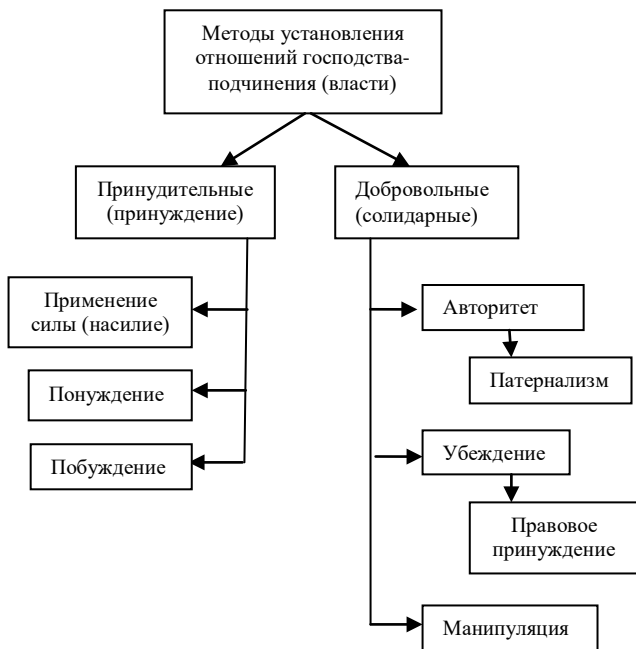 Методы установления
отношений господства-
подчинения (власти)
Принудительные
(принуждение)
Добровольные
(солидарные)
Применение
силы (насилие)
Понуждение
Побуждение
Авторитет
Патернализм
Убеждение
Правовое
принуждение
Манипуляция